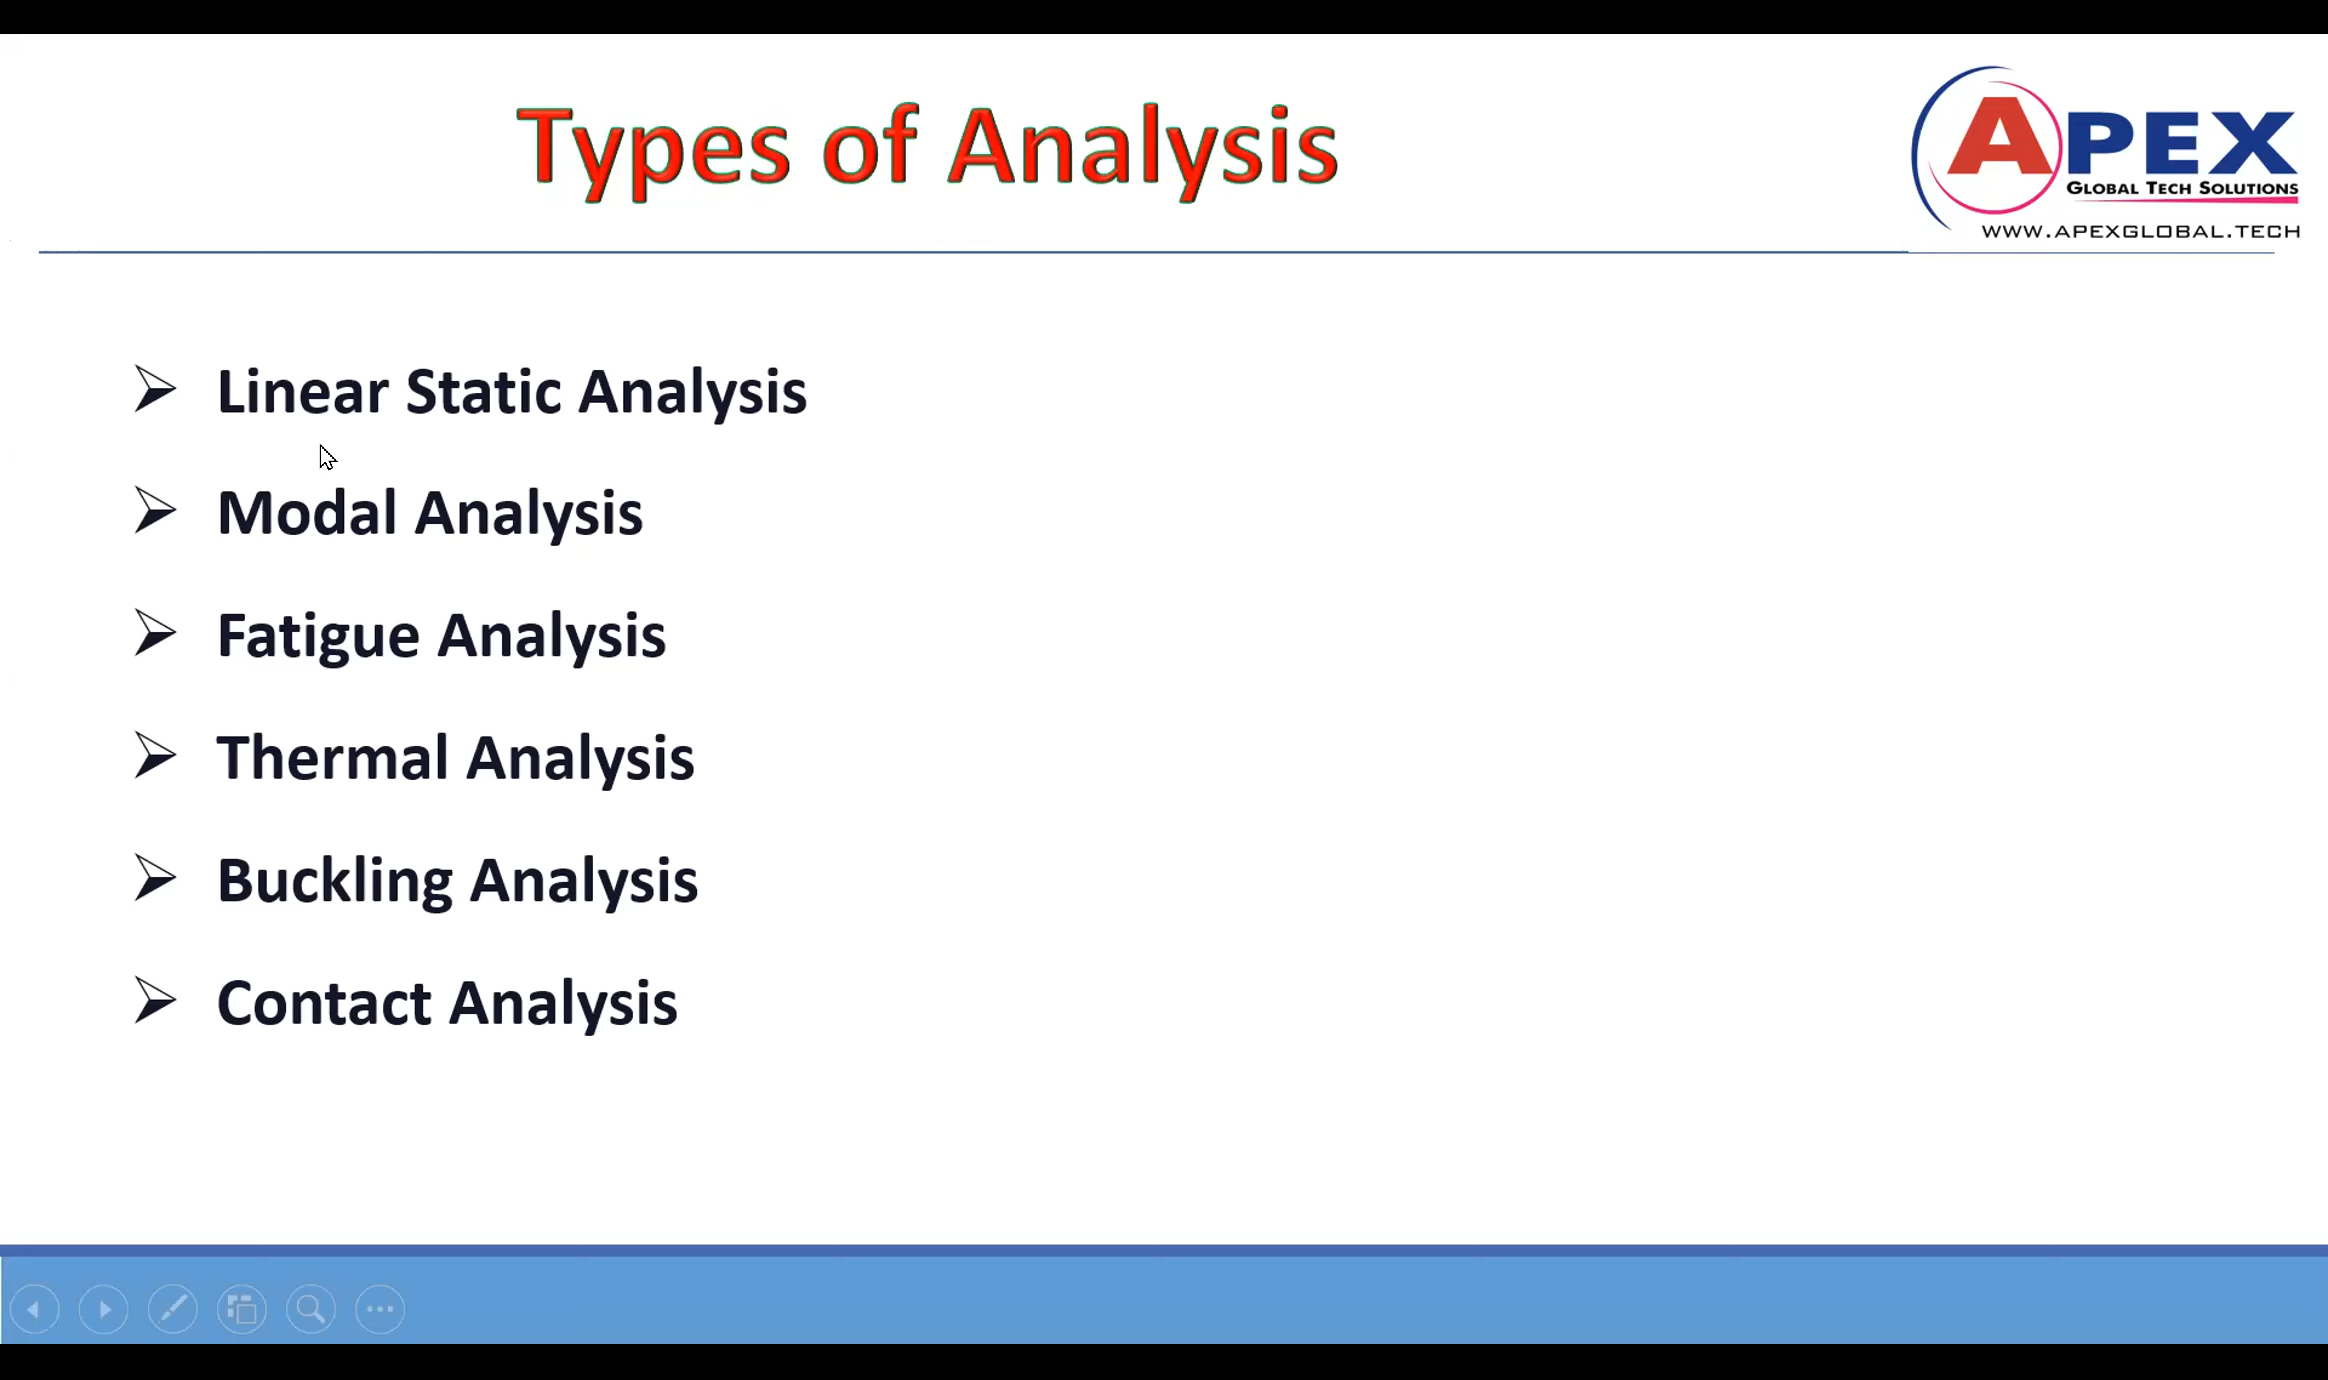 Types of Analysis
APEX
GLOBAL TECH SOLUTIONS
WWW.APEXGLOBAL.TECH
Linear Static Analysis
Modal Analysis
Fatigue Analysis
Thermal Analysis
Buckling Analysis
Contact Analysis